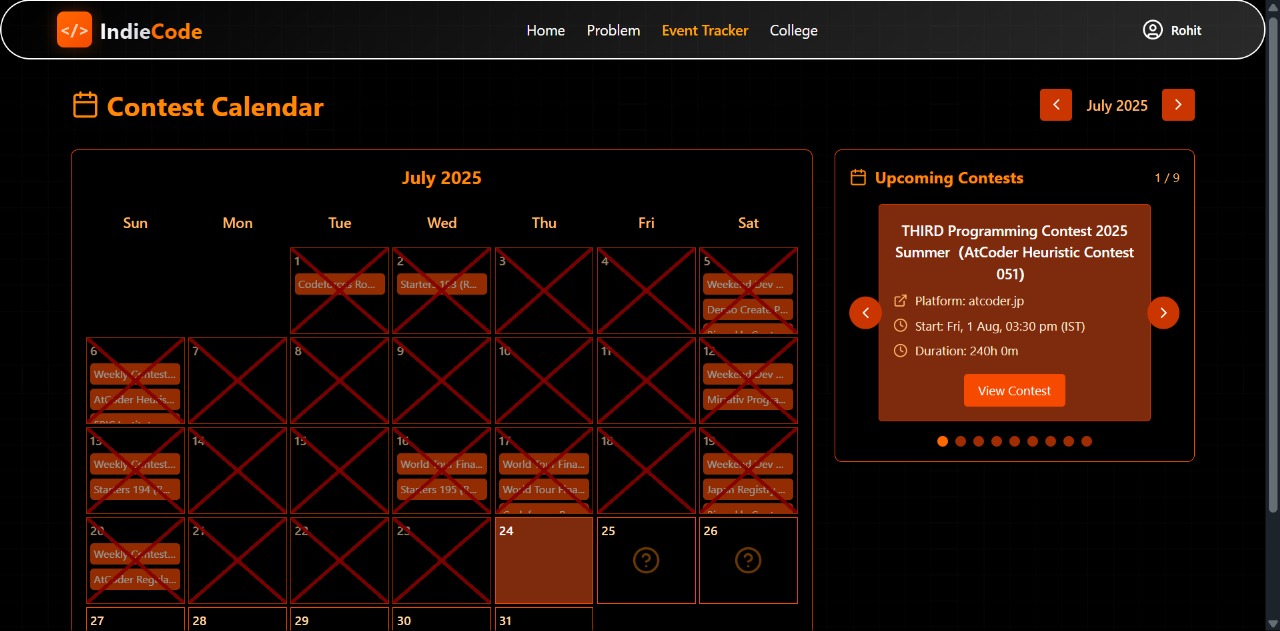 </> IndieCode
Home Problem Event Tracker College
Rohit
Contest Calendar
July 2025
July 2025
Sun Mon Tue Wed Thu Fri Sat
1 2 3 4 5
Codeforces Ro... Starters 193 (R... Weekend Dev ...
Denso Create P...
6 7 8 9 10 11 12
Weekly Contest... Weekend Dev ...
AtCoder Heuris... Mirrativ Progra...
13 14 15 16 17 18 19
Weekly Contest... World Tour Fina... World Tour Fina... Weekend Dev ...
Starters 194 (R... Starters 195 (R... World Tour Fina... Japan Registry ...
20 21 22 23 24 25 26
Weekly Contest...
AtCoder Regula...
27 28 29 30 31
Upcoming Contests
1 / 9
THIRD Programming Contest 2025
Summer (AtCoder Heuristic Contest
051)
Platform: atcoder.jp
Start: Fri, 1 Aug, 03:30 pm (IST)
Duration: 240h 0m
View Contest